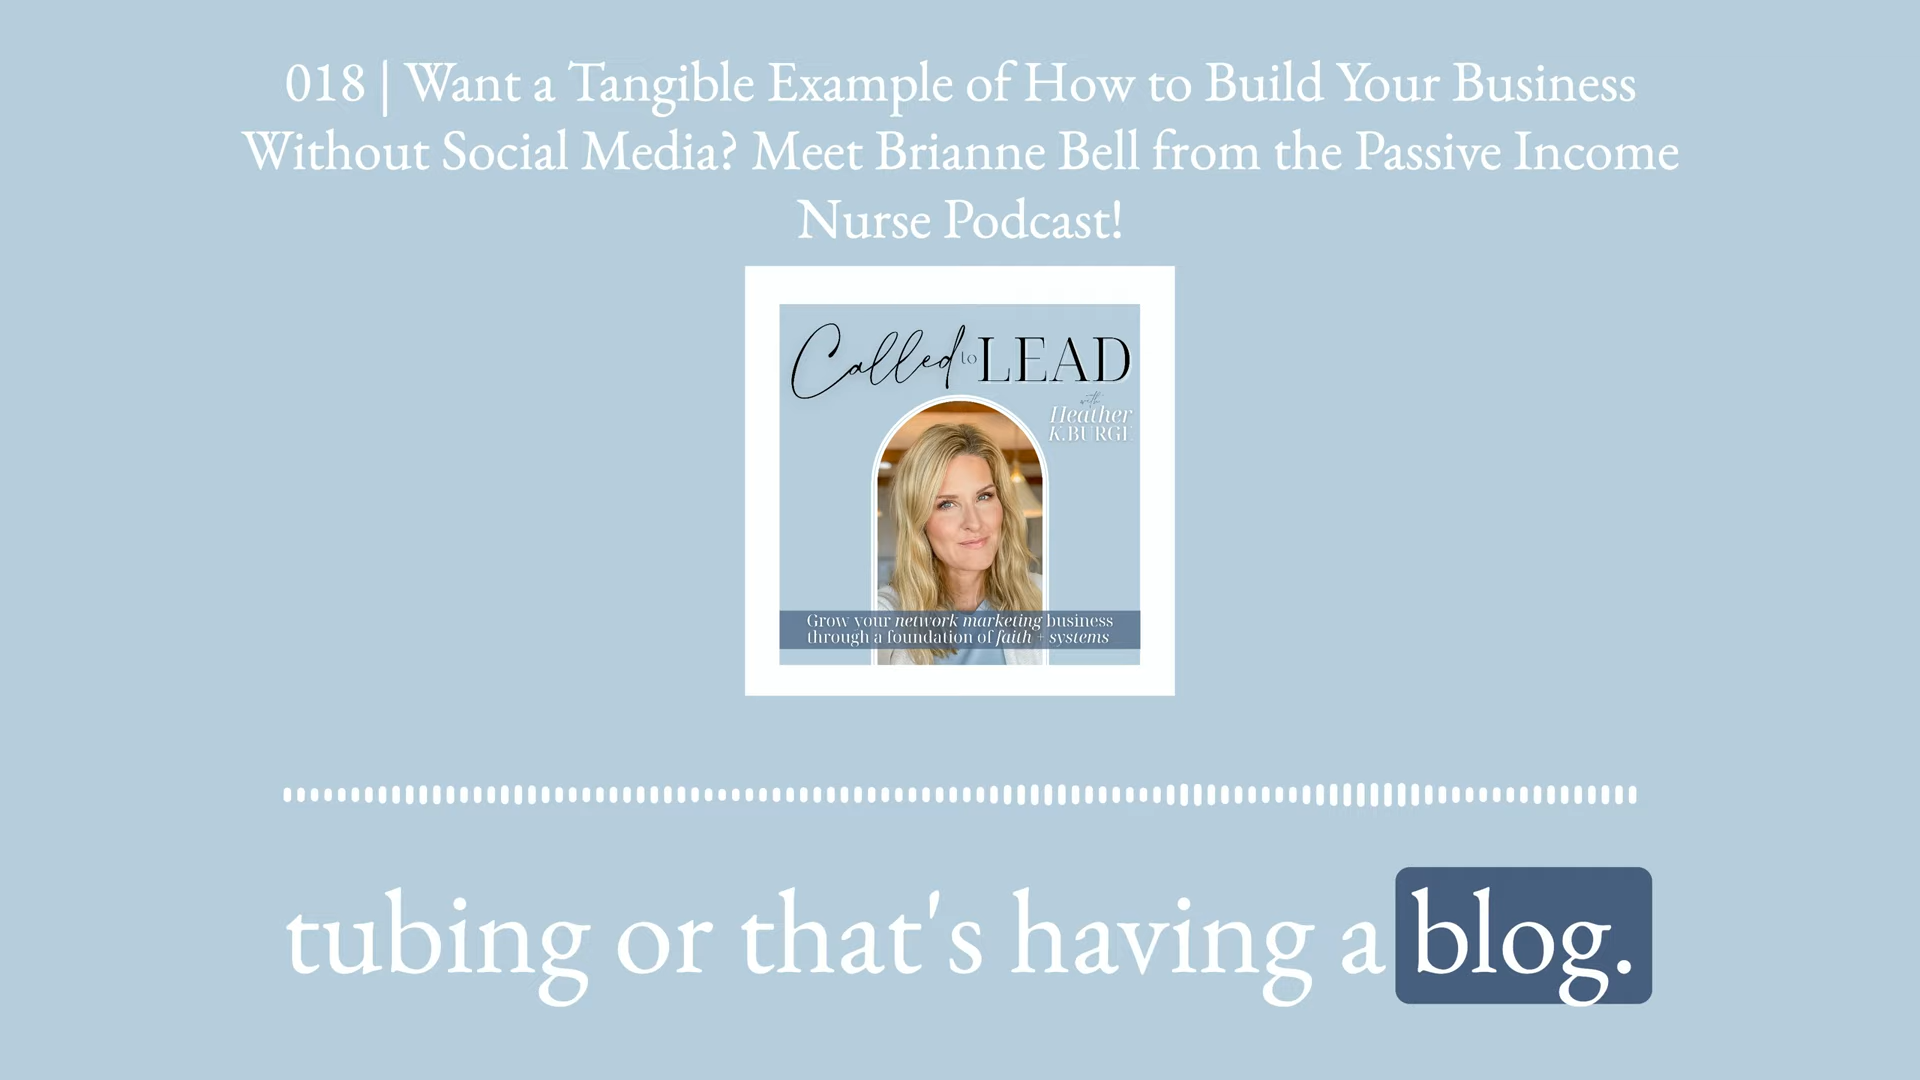 018 | Want a Tangible Example of How to Build Your Business
Without Social Media? Meet Brianne Bell from the Passive Income
Nurse Podcast!
Called to LEAD
with
Heather
K.BURGE
Grow your network marketing business
through a foundation of faith + systems
tubing or that's having a blog.